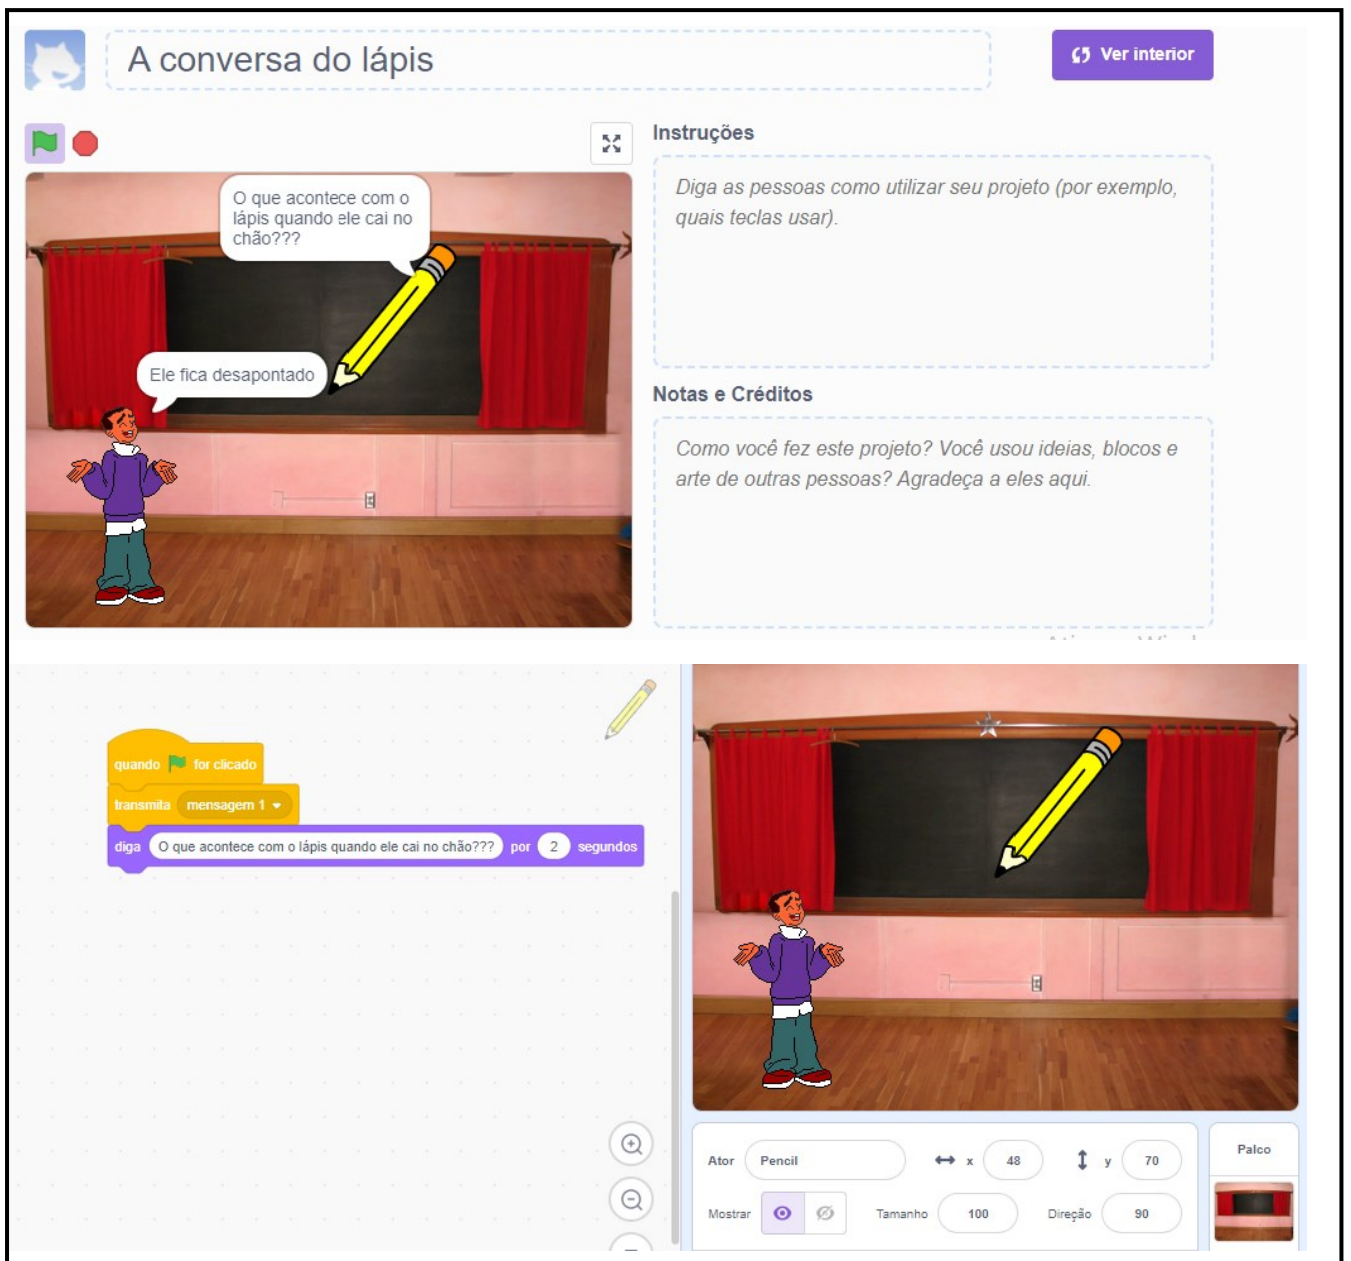 A conversa do lápis
Ver interior
O que acontece com o
lápis quando ele cai no
chão???
Ele fica desapontado
Instruções
Diga as pessoas como utilizar seu projeto (por exemplo,
quais teclas usar).
Notas e Créditos
Como você fez este projeto? Você usou ideias, blocos e
arte de outras pessoas? Agradeça a eles aqui.
quando for clicado
transmita mensagem 1
diga O que acontece com o lápis quando ele cai no chão??? por 2 segundos
Ator Pencil x 48 y 70
Mostrar Tamanho 100 Direção 90
Palco